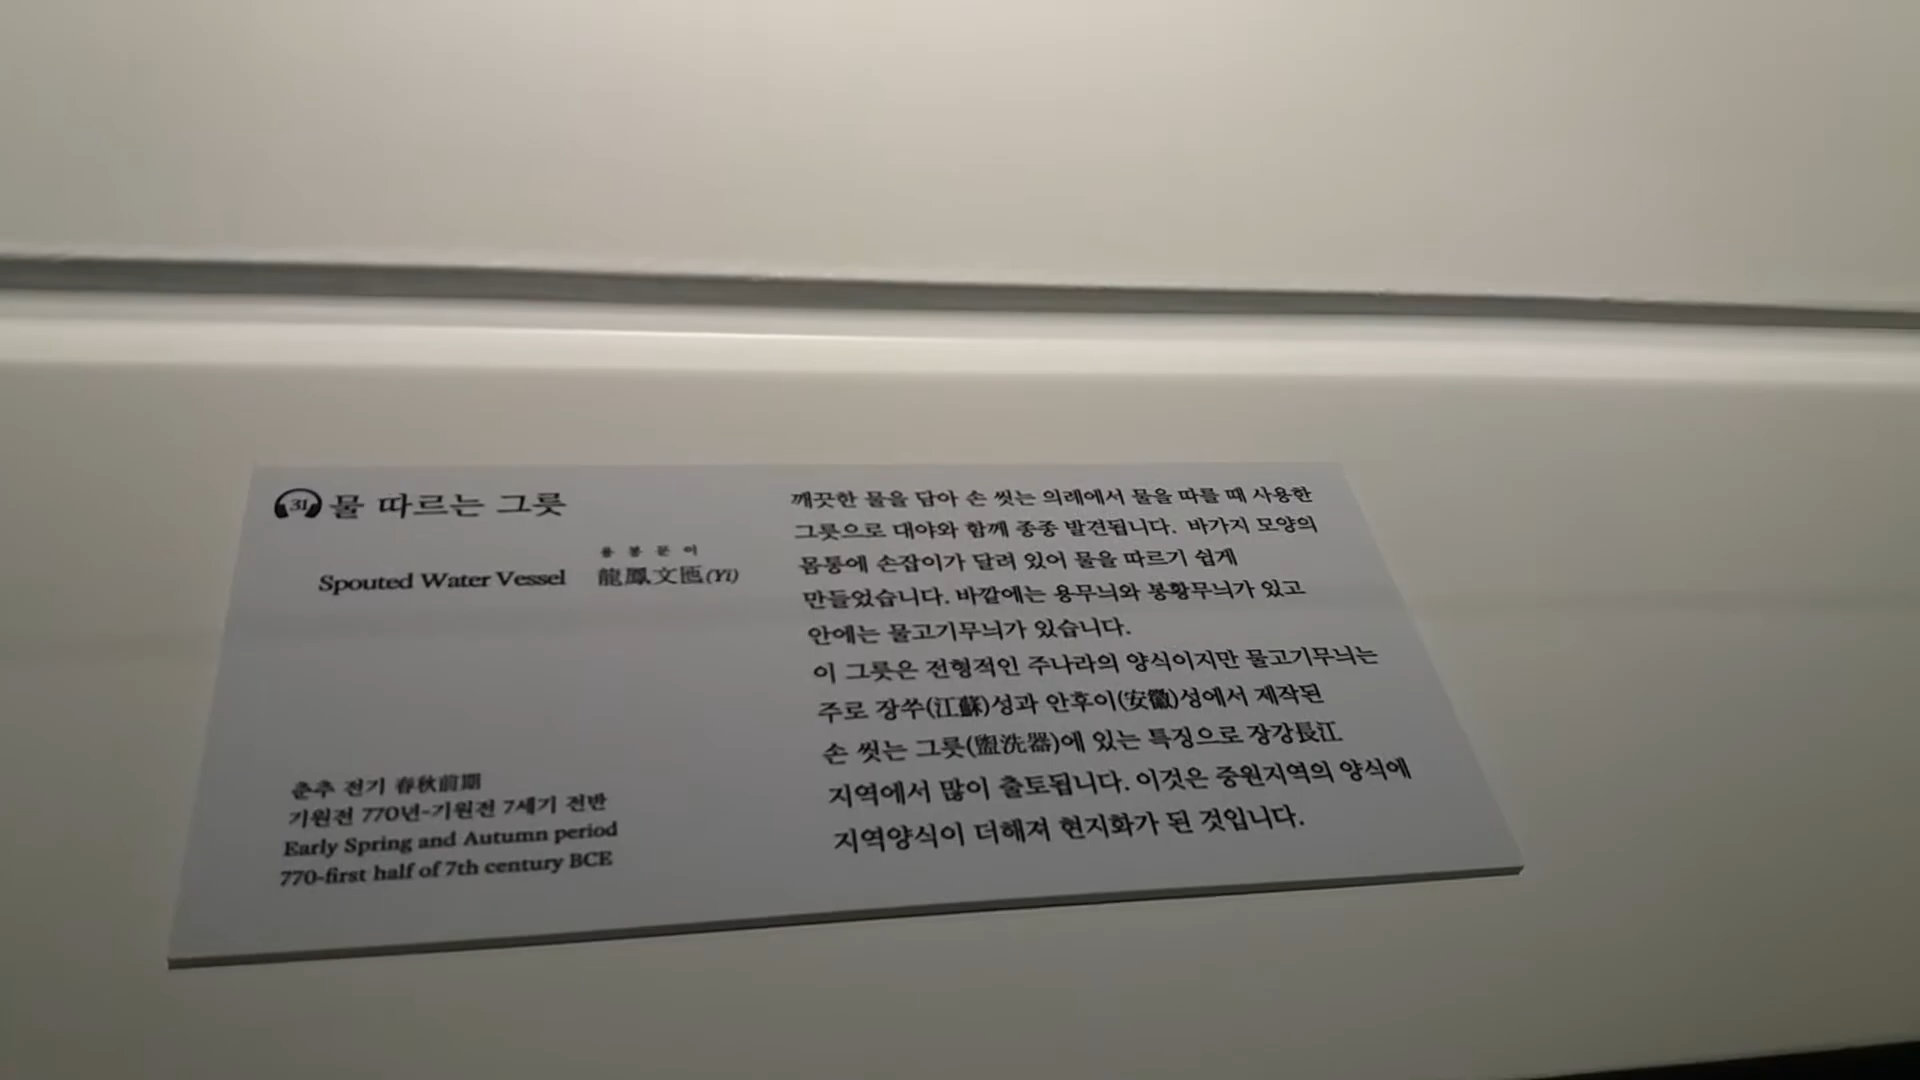 31 물 따르는 그릇
용 봉 문 이
Spouted Water Vessel 龍鳳文匜(Yi)
춘추 전기 春秋前期
기원전 770년-기원전 7세기 전반
Early Spring and Autumn period
770-first half of 7th century BCE
깨끗한 물을 담아 손 씻는 의례에서 물을 따를 때 사용한
그릇으로 대야와 함께 종종 발견됩니다. 바가지 모양의
몸통에 손잡이가 달려 있어 물을 따르기 쉽게
만들었습니다. 바깥에는 용무늬와 봉황무늬가 있고
안에는 물고기무늬가 있습니다.
이 그릇은 전형적인 주나라의 양식이지만 물고기무늬는
주로 장쑤(江蘇)성과 안후이(安徽)성에서 제작된
손 씻는 그릇(盥洗器)에 있는 특징으로 장강長江
지역에서 많이 출토됩니다. 이것은 중원지역의 양식에
지역양식이 더해져 현지화가 된 것입니다.